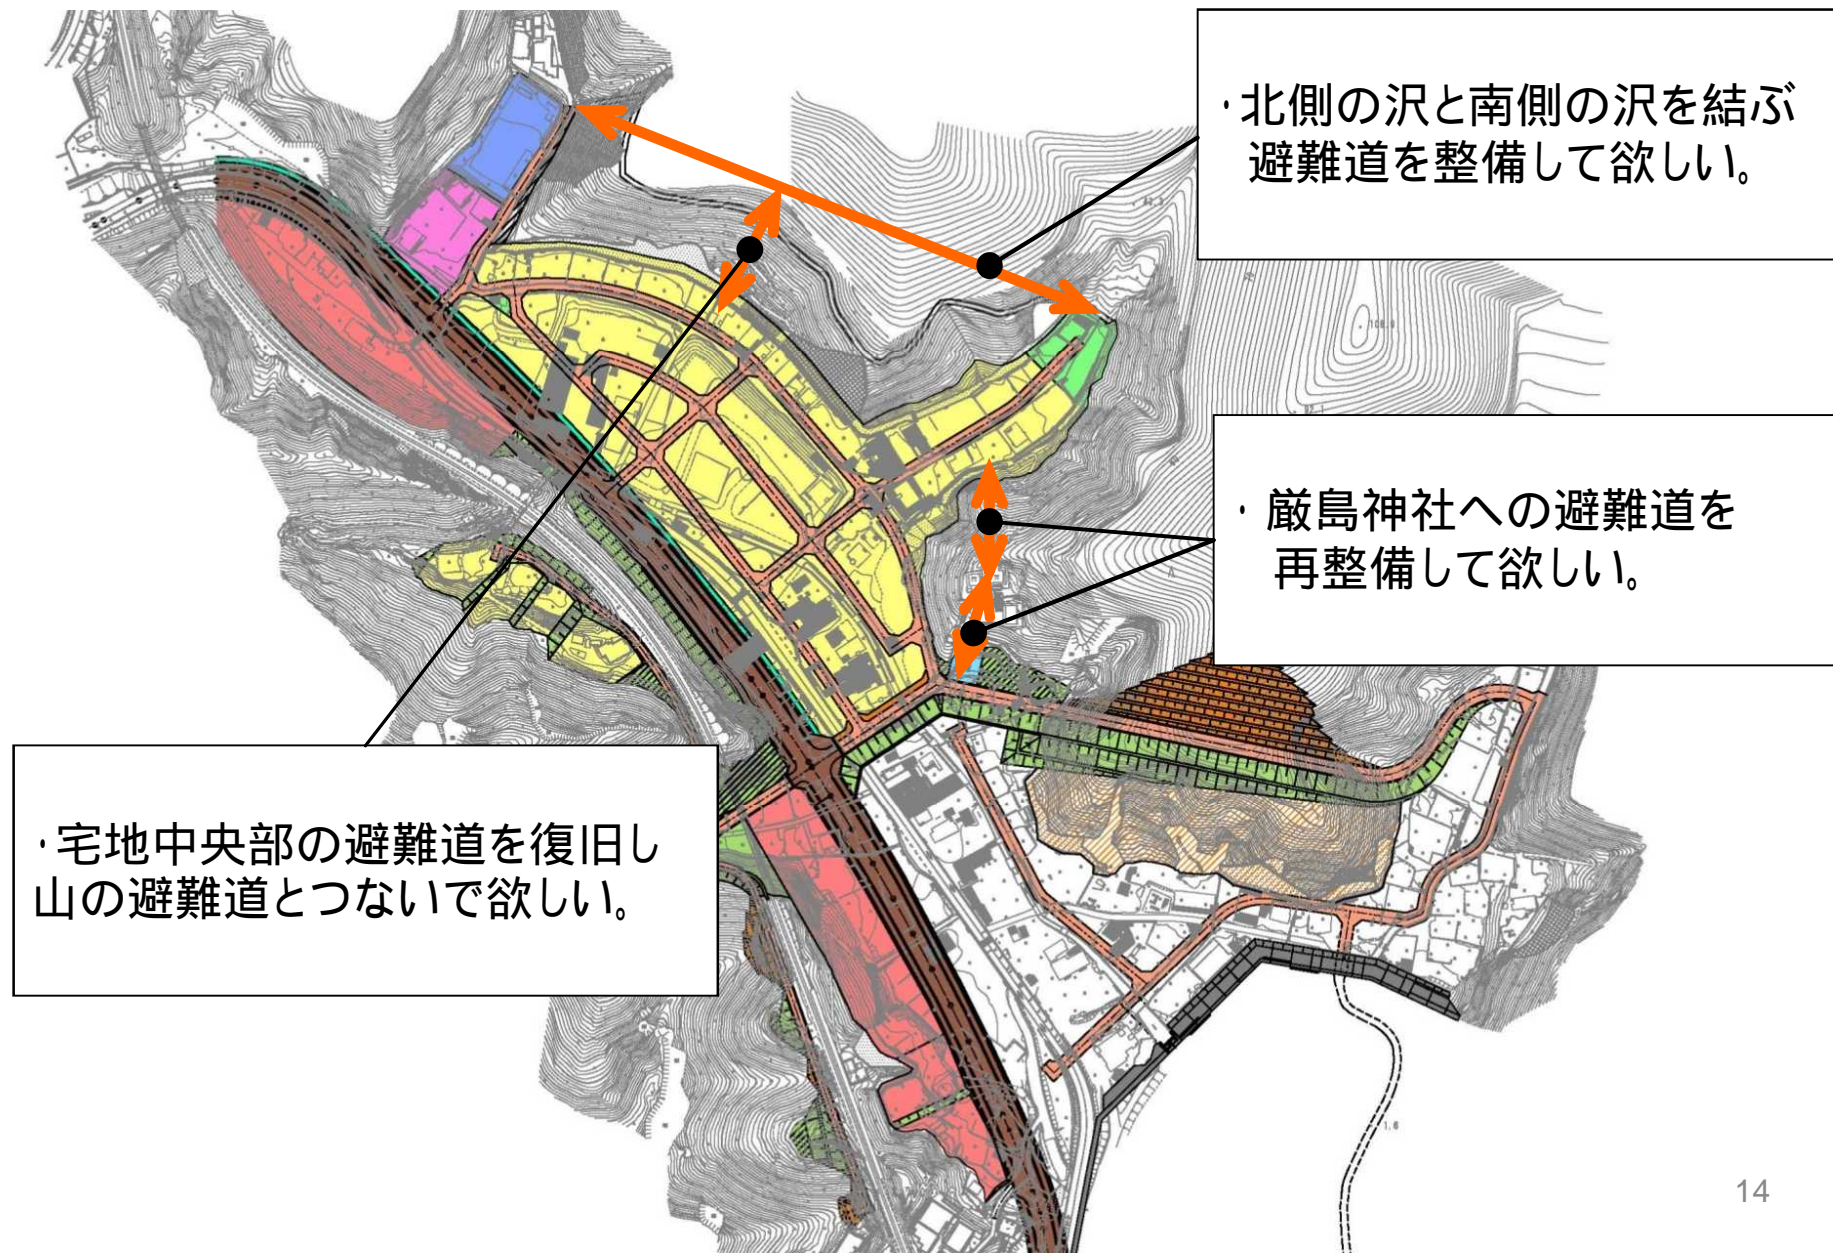 ・北側の沢と南側の沢を結ぶ
避難道を整備して欲しい。
・厳島神社への避難道を
再整備して欲しい。
・宅地中央部の避難道を復旧し
山の避難道とつないで欲しい。
1.6
14